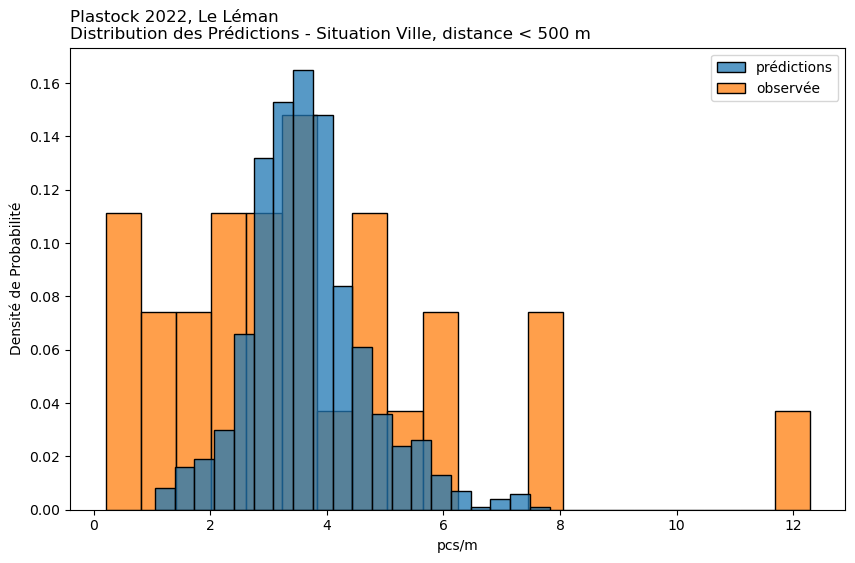 Plastock 2022, Le Léman
Distribution des Prédictions - Situation Ville, distance < 500 m
prédictions
observée
Densité de Probabilité
0.16
0.14
0.12
0.10
0.08
0.06
0.04
0.02
0.00
0 2 4 6 8 10 12
pcs/m